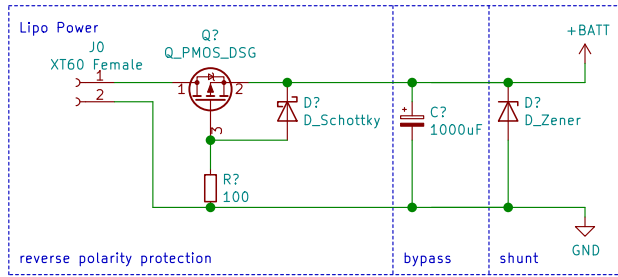 Lipo Power
J0
XT60 Female
1
2
Q?
Q_PMOS_DSG
1
2
3
D?
D_Schottky
R?
100
+
C?
1000uF
D?
D_Zener
+BATT
GND
reverse polarity protection
bypass
shunt